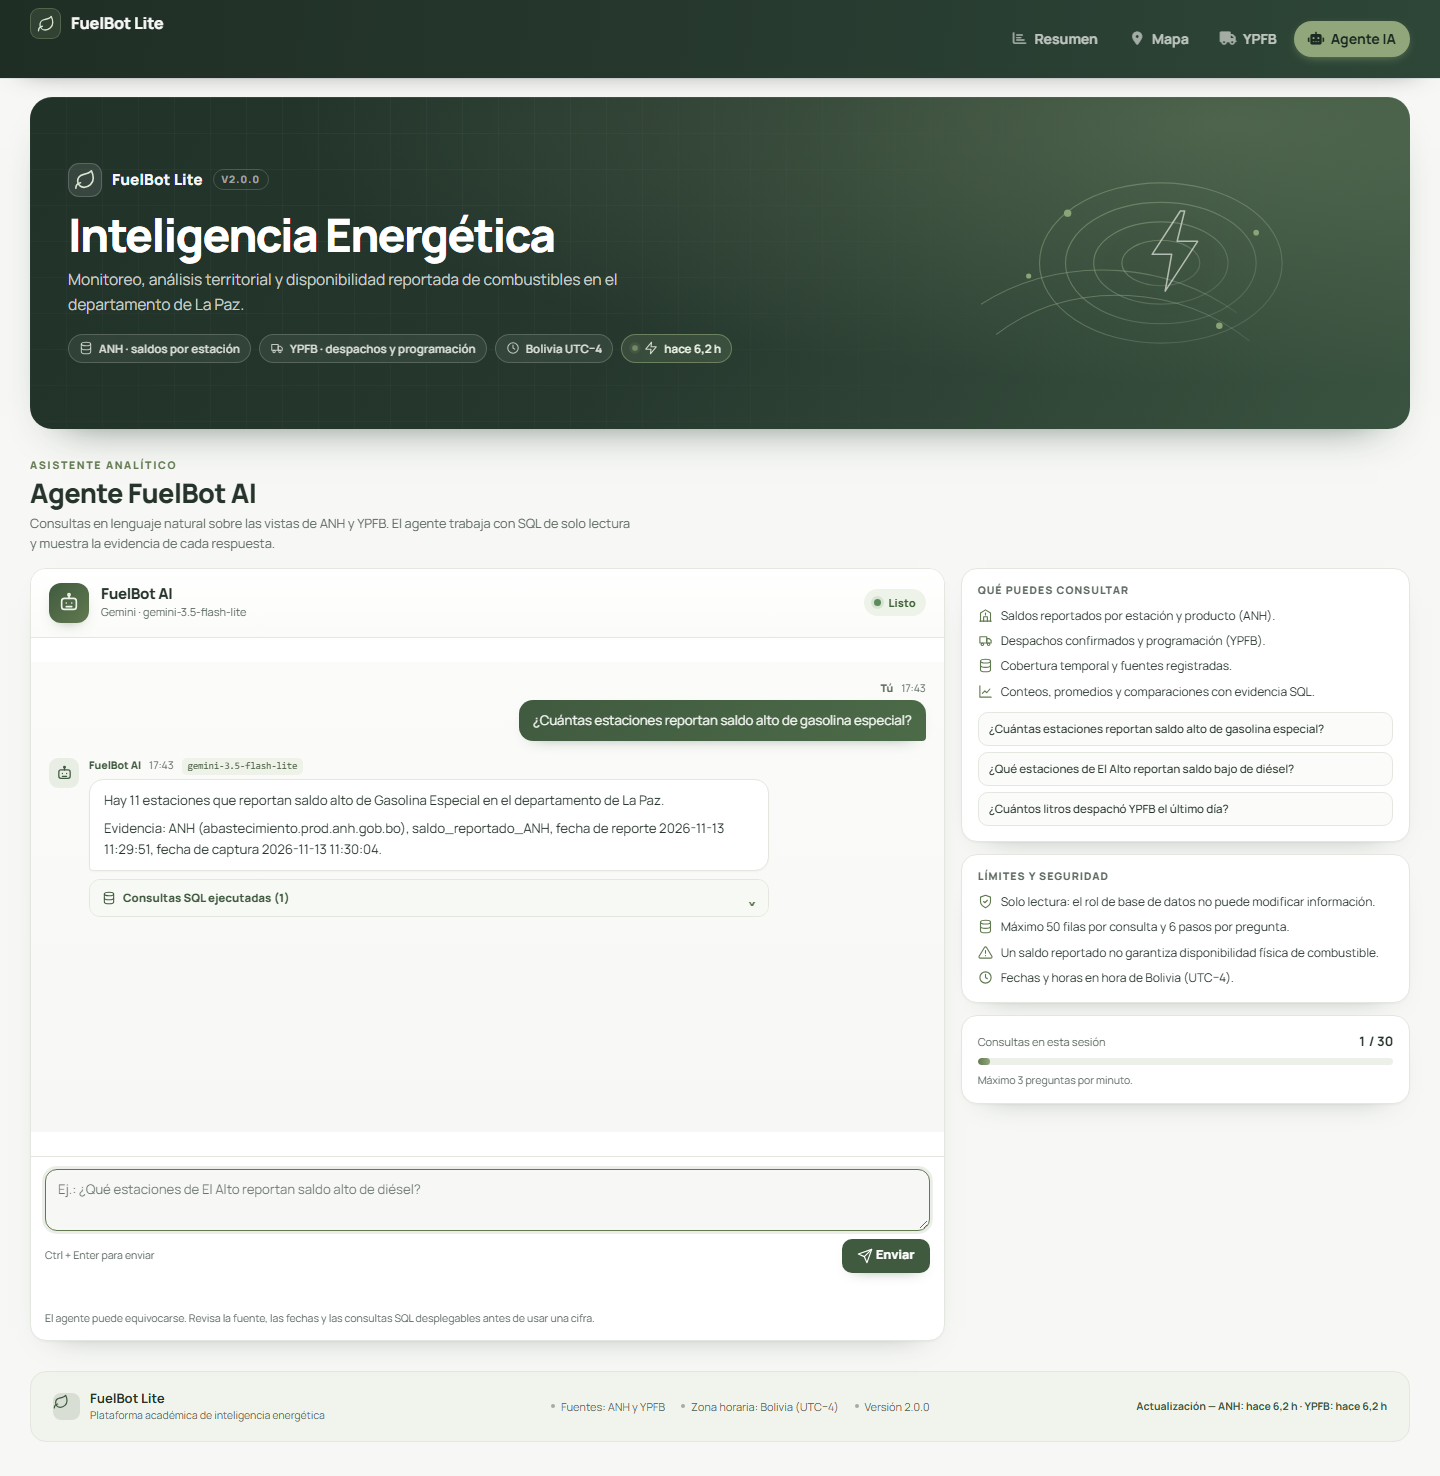 FuelBot Lite
Resumen
Mapa
YPFB
Agente IA
FuelBot Lite
V2.0.0
Inteligencia Energética
Monitoreo, análisis territorial y disponibilidad reportada de combustibles en el
departamento de La Paz.
ANH · saldos por estación
YPFB · despachos y programación
Bolivia UTC−4
hace 6,2 h
ASISTENTE ANALÍTICO
Agente FuelBot AI
Consultas en lenguaje natural sobre las vistas de ANH y YPFB. El agente trabaja con SQL de solo lectura
y muestra la evidencia de cada respuesta.
FuelBot AI
Gemini · gemini-3.5-flash-lite
Listo
Tú 17:43
¿Cuántas estaciones reportan saldo alto de gasolina especial?
FuelBot AI 17:43 gemini-3.5-flash-lite
Hay 11 estaciones que reportan saldo alto de Gasolina Especial en el departamento de La Paz.
Evidencia: ANH (abastecimiento.prod.anh.gob.bo), saldo_reportado_ANH, fecha de reporte 2026-11-13
11:29:51, fecha de captura 2026-11-13 11:30:04.
Consultas SQL ejecutadas (1)
Ej.: ¿Qué estaciones de El Alto reportan saldo alto de diésel?
Ctrl + Enter para enviar
Enviar
El agente puede equivocarse. Revisa la fuente, las fechas y las consultas SQL desplegables antes de usar una cifra.
QUÉ PUEDES CONSULTAR
Saldos reportados por estación y producto (ANH).
Despachos confirmados y programación (YPFB).
Cobertura temporal y fuentes registradas.
Conteos, promedios y comparaciones con evidencia SQL.
¿Cuántas estaciones reportan saldo alto de gasolina especial?
¿Qué estaciones de El Alto reportan saldo bajo de diésel?
¿Cuántos litros despachó YPFB el último día?
LÍMITES Y SEGURIDAD
Solo lectura: el rol de base de datos no puede modificar información.
Máximo 50 filas por consulta y 6 pasos por pregunta.
Un saldo reportado no garantiza disponibilidad física de combustible.
Fechas y horas en hora de Bolivia (UTC−4).
Consultas en esta sesión
1 / 30
Máximo 3 preguntas por minuto.
FuelBot Lite
Plataforma académica de inteligencia energética
Fuentes: ANH y YPFB
Zona horaria: Bolivia (UTC−4)
Versión 2.0.0
Actualización — ANH: hace 6,2 h · YPFB: hace 6,2 h